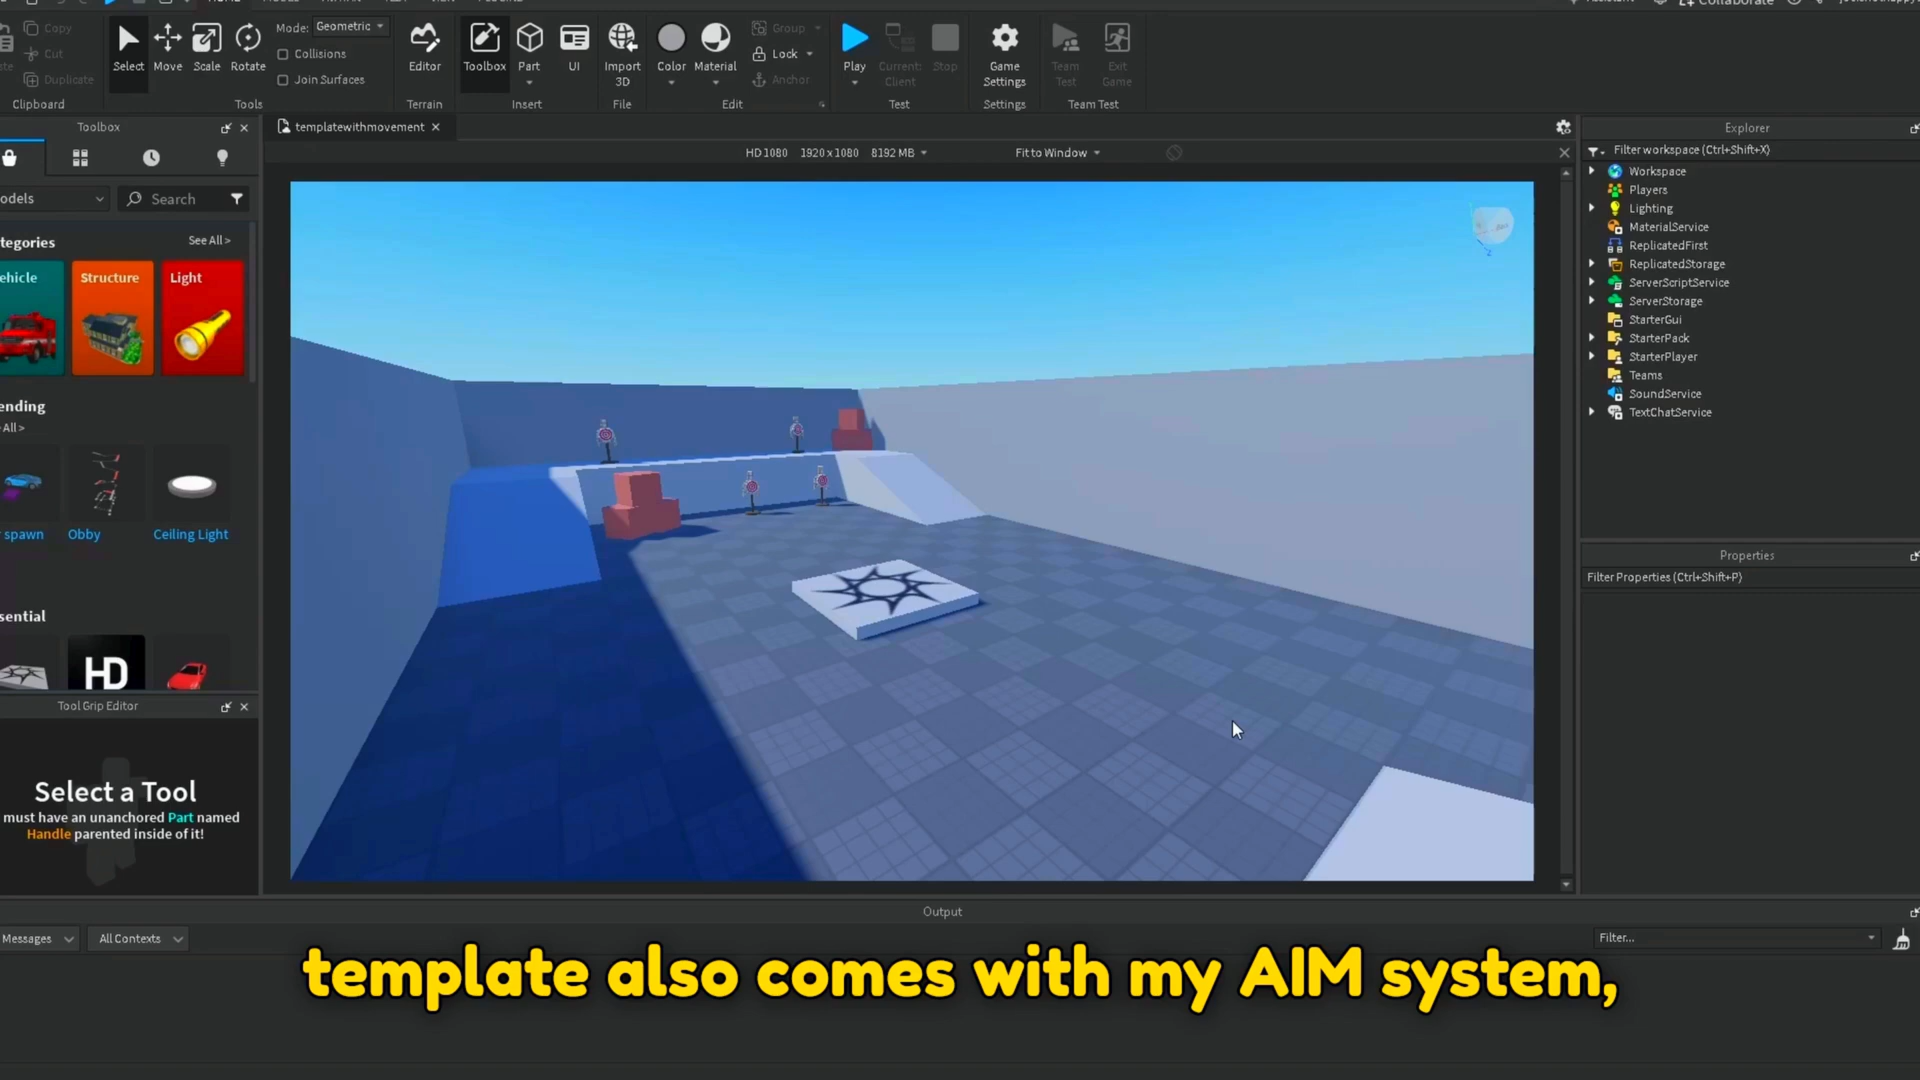 HOME
Assistant
Collaborate
Copy
Cut
Duplicate
Clipboard
Select
Move
Scale
Rotate
Mode: Geometric
Collisions
Join Surfaces
Tools
Editor
Terrain
Toolbox
Part
UI
Insert
Import
3D
File
Color
Material
Group
Lock
Anchor
Edit
Play
Current
Client
Stop
Test
Game
Settings
Settings
Team
Test
Exit
Game
Team Test
Toolbox
odels
Search
tegories
See All >
ehicle
Structure
Light
ending
All >
spawn
Obby
Ceiling Light
sential
HD
Tool Grip Editor
Select a Tool
must have an unanchored Part named
Handle parented inside of it!
templatewithmovement
HD 1080 1920 x 1080 8192 MB
Fit to Window
Explorer
Filter workspace (Ctrl+Shift+X)
Workspace
Players
Lighting
MaterialService
ReplicatedFirst
ReplicatedStorage
ServerScriptService
ServerStorage
StarterGui
StarterPack
StarterPlayer
Teams
SoundService
TextChatService
Properties
Filter Properties (Ctrl+Shift+P)
Output
Messages
All Contexts
Filter...
template also comes with my AIM system,